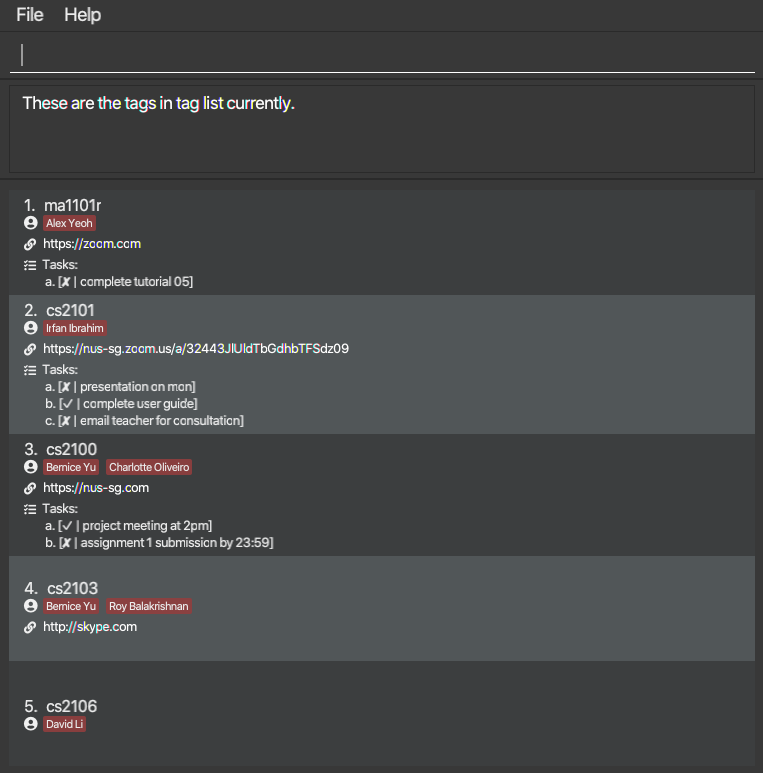 File Help
These are the tags in tag list currently.
1. ma1101r
Alex Yeoh
https://zoom.com
Tasks:
a. [✘ | complete tutorial 05]
2. cs2101
Irfan Ibrahim
https://nus-sg.zoom.us/a/32443JlUldTbGdhbTFSdz09
Tasks:
a. [✘ | presentation on mon]
b. [✓ | complete user guide]
c. [✘ | email teacher for consultation]
3. cs2100
Bernice Yu Charlotte Oliveiro
https://nus-sg.com
Tasks:
a. [✓ | project meeting at 2pm]
b. [✘ | assignment 1 submission by 23:59]
4. cs2103
Bernice Yu Roy Balakrishnan
http://skype.com
5. cs2106
David Li